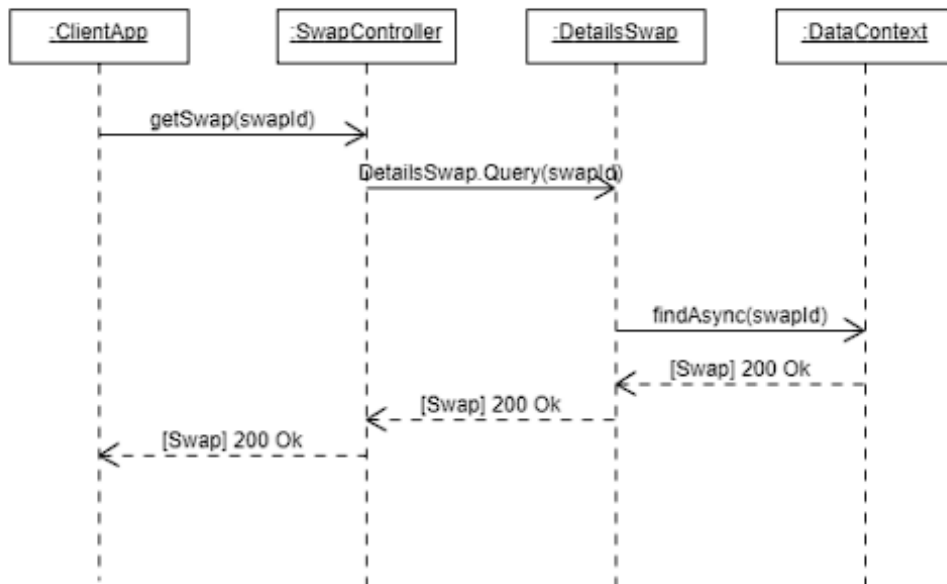 :ClientApp
:SwapController
:DetailsSwap
:DataContext
getSwap(swapId)
DetailsSwap.Query(swapId)
findAsync(swapId)
[Swap] 200 Ok
[Swap] 200 Ok
[Swap] 200 Ok